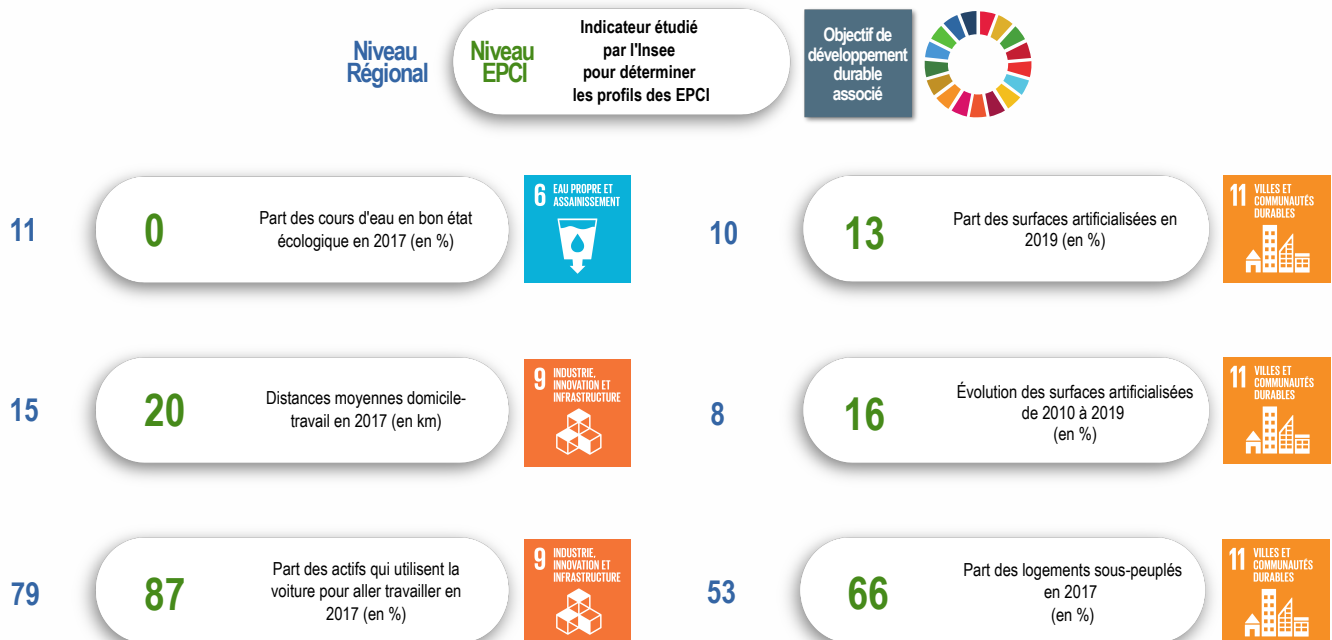 Niveau
Régional
Niveau
EPCI
Indicateur étudié
par l'Insee
pour déterminer
les profils des EPCI
Objectif de
développement
durable
associé
11
0
Part des cours d'eau en bon état
écologique en 2017 (en %)
6 EAU PROPRE ET
ASSAINISSEMENT
10
13
Part des surfaces artificialisées en
2019 (en %)
11 VILLES ET
COMMUNAUTÉS
DURABLES
15
20
Distances moyennes domicile-
travail en 2017 (en km)
9 INDUSTRIE,
INNOVATION ET
INFRASTRUCTURE
8
16
Évolution des surfaces artificialisées
de 2010 à 2019
(en %)
11 VILLES ET
COMMUNAUTÉS
DURABLES
79
87
Part des actifs qui utilisent la
voiture pour aller travailler en
2017 (en %)
9 INDUSTRIE,
INNOVATION ET
INFRASTRUCTURE
53
66
Part des logements sous-peuplés
en 2017
(en %)
11 VILLES ET
COMMUNAUTÉS
DURABLES